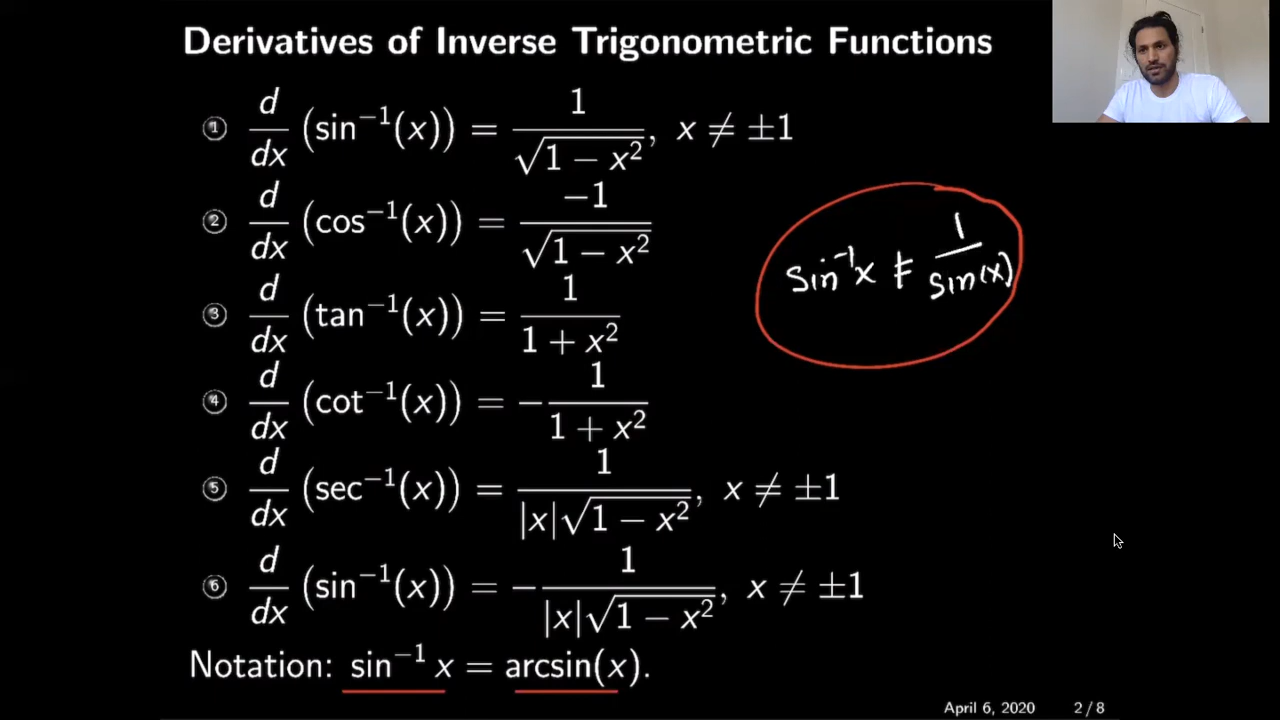 Derivatives of Inverse Trigonometric Functions
① d/dx (sin⁻¹(x)) = 1/√(1 − x²), x ≠ ±1
② d/dx (cos⁻¹(x)) = −1/√(1 − x²)
sin⁻¹x ≠ 1/sin(x)
③ d/dx (tan⁻¹(x)) = 1/(1 + x²)
④ d/dx (cot⁻¹(x)) = −1/(1 + x²)
⑤ d/dx (sec⁻¹(x)) = 1/(|x|√(1 − x²)), x ≠ ±1
⑥ d/dx (sin⁻¹(x)) = −1/(|x|√(1 − x²)), x ≠ ±1
Notation: sin⁻¹ x = arcsin(x).
April 6, 2020 2 / 8